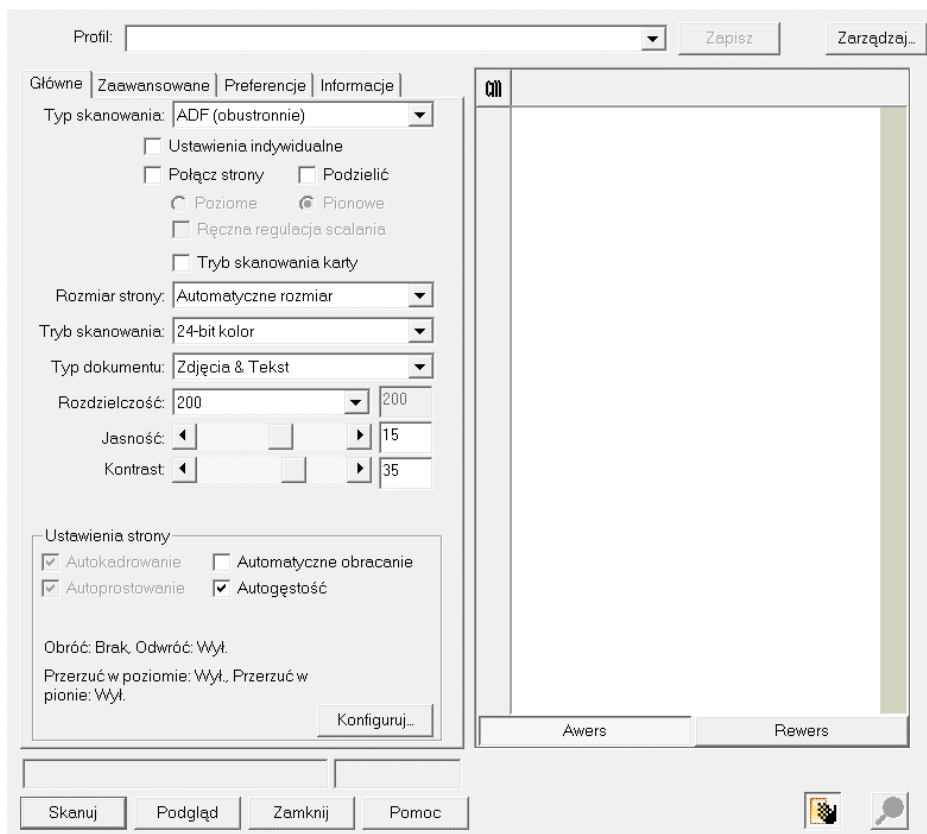 Profil:
Zapisz
Zarządzaj...
Główne Zaawansowane Preferencje Informacje
cm
Typ skanowania: ADF (obustronnie)
Ustawienia indywidualne
Połącz strony Podzielić
Poziome Pionowe
Ręczna regulacja scalania
Tryb skanowania karty
Rozmiar strony: Automatyczne rozmiar
Tryb skanowania: 24-bit kolor
Typ dokumentu: Zdjęcia & Tekst
Rozdzielczość: 200 200
Jasność: 15
Kontrast: 35
Ustawienia strony
Autokadrowanie Automatyczne obracanie
Autoprostowanie Autogęstość
Obróć: Brak, Odwróć: Wył.
Przerzuć w poziomie: Wył., Przerzuć w
pionie: Wył.
Konfiguruj...
Awers Rewers
Skanuj Podgląd Zamknij Pomoc